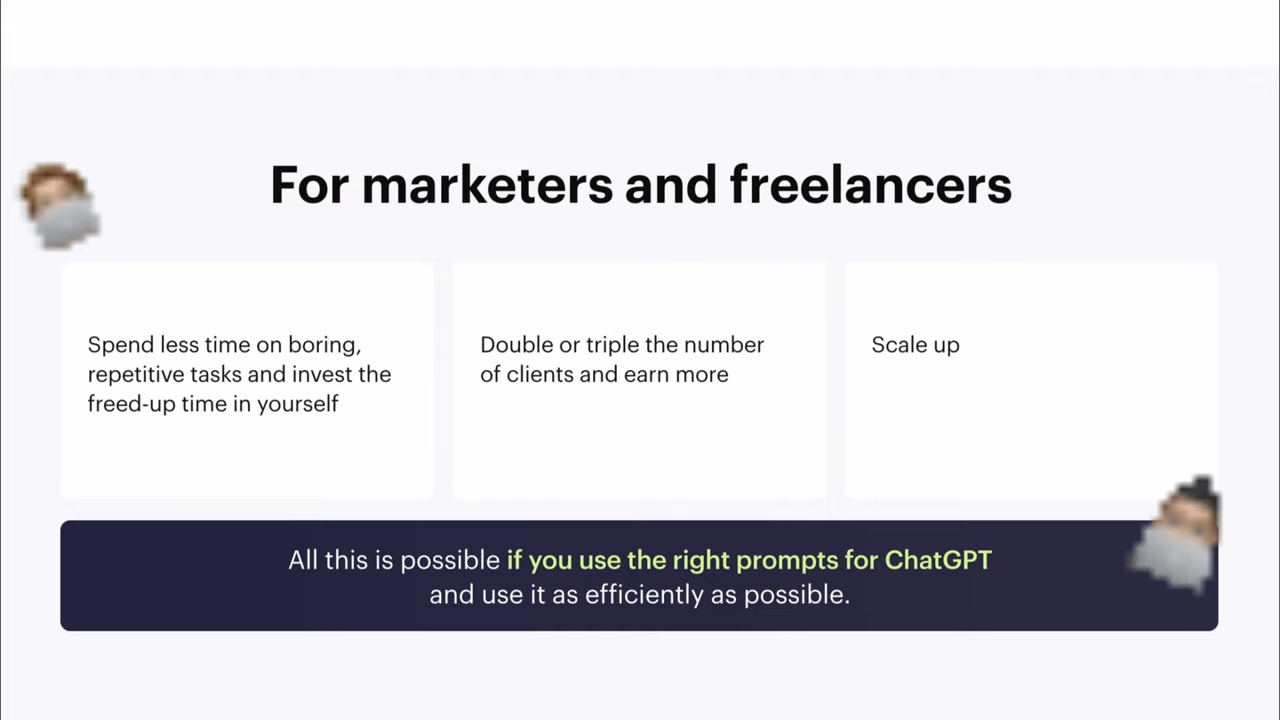 For marketers and freelancers
Spend less time on boring,
repetitive tasks and invest the
freed-up time in yourself
Double or triple the number
of clients and earn more
Scale up
All this is possible if you use the right prompts for ChatGPT
and use it as efficiently as possible.